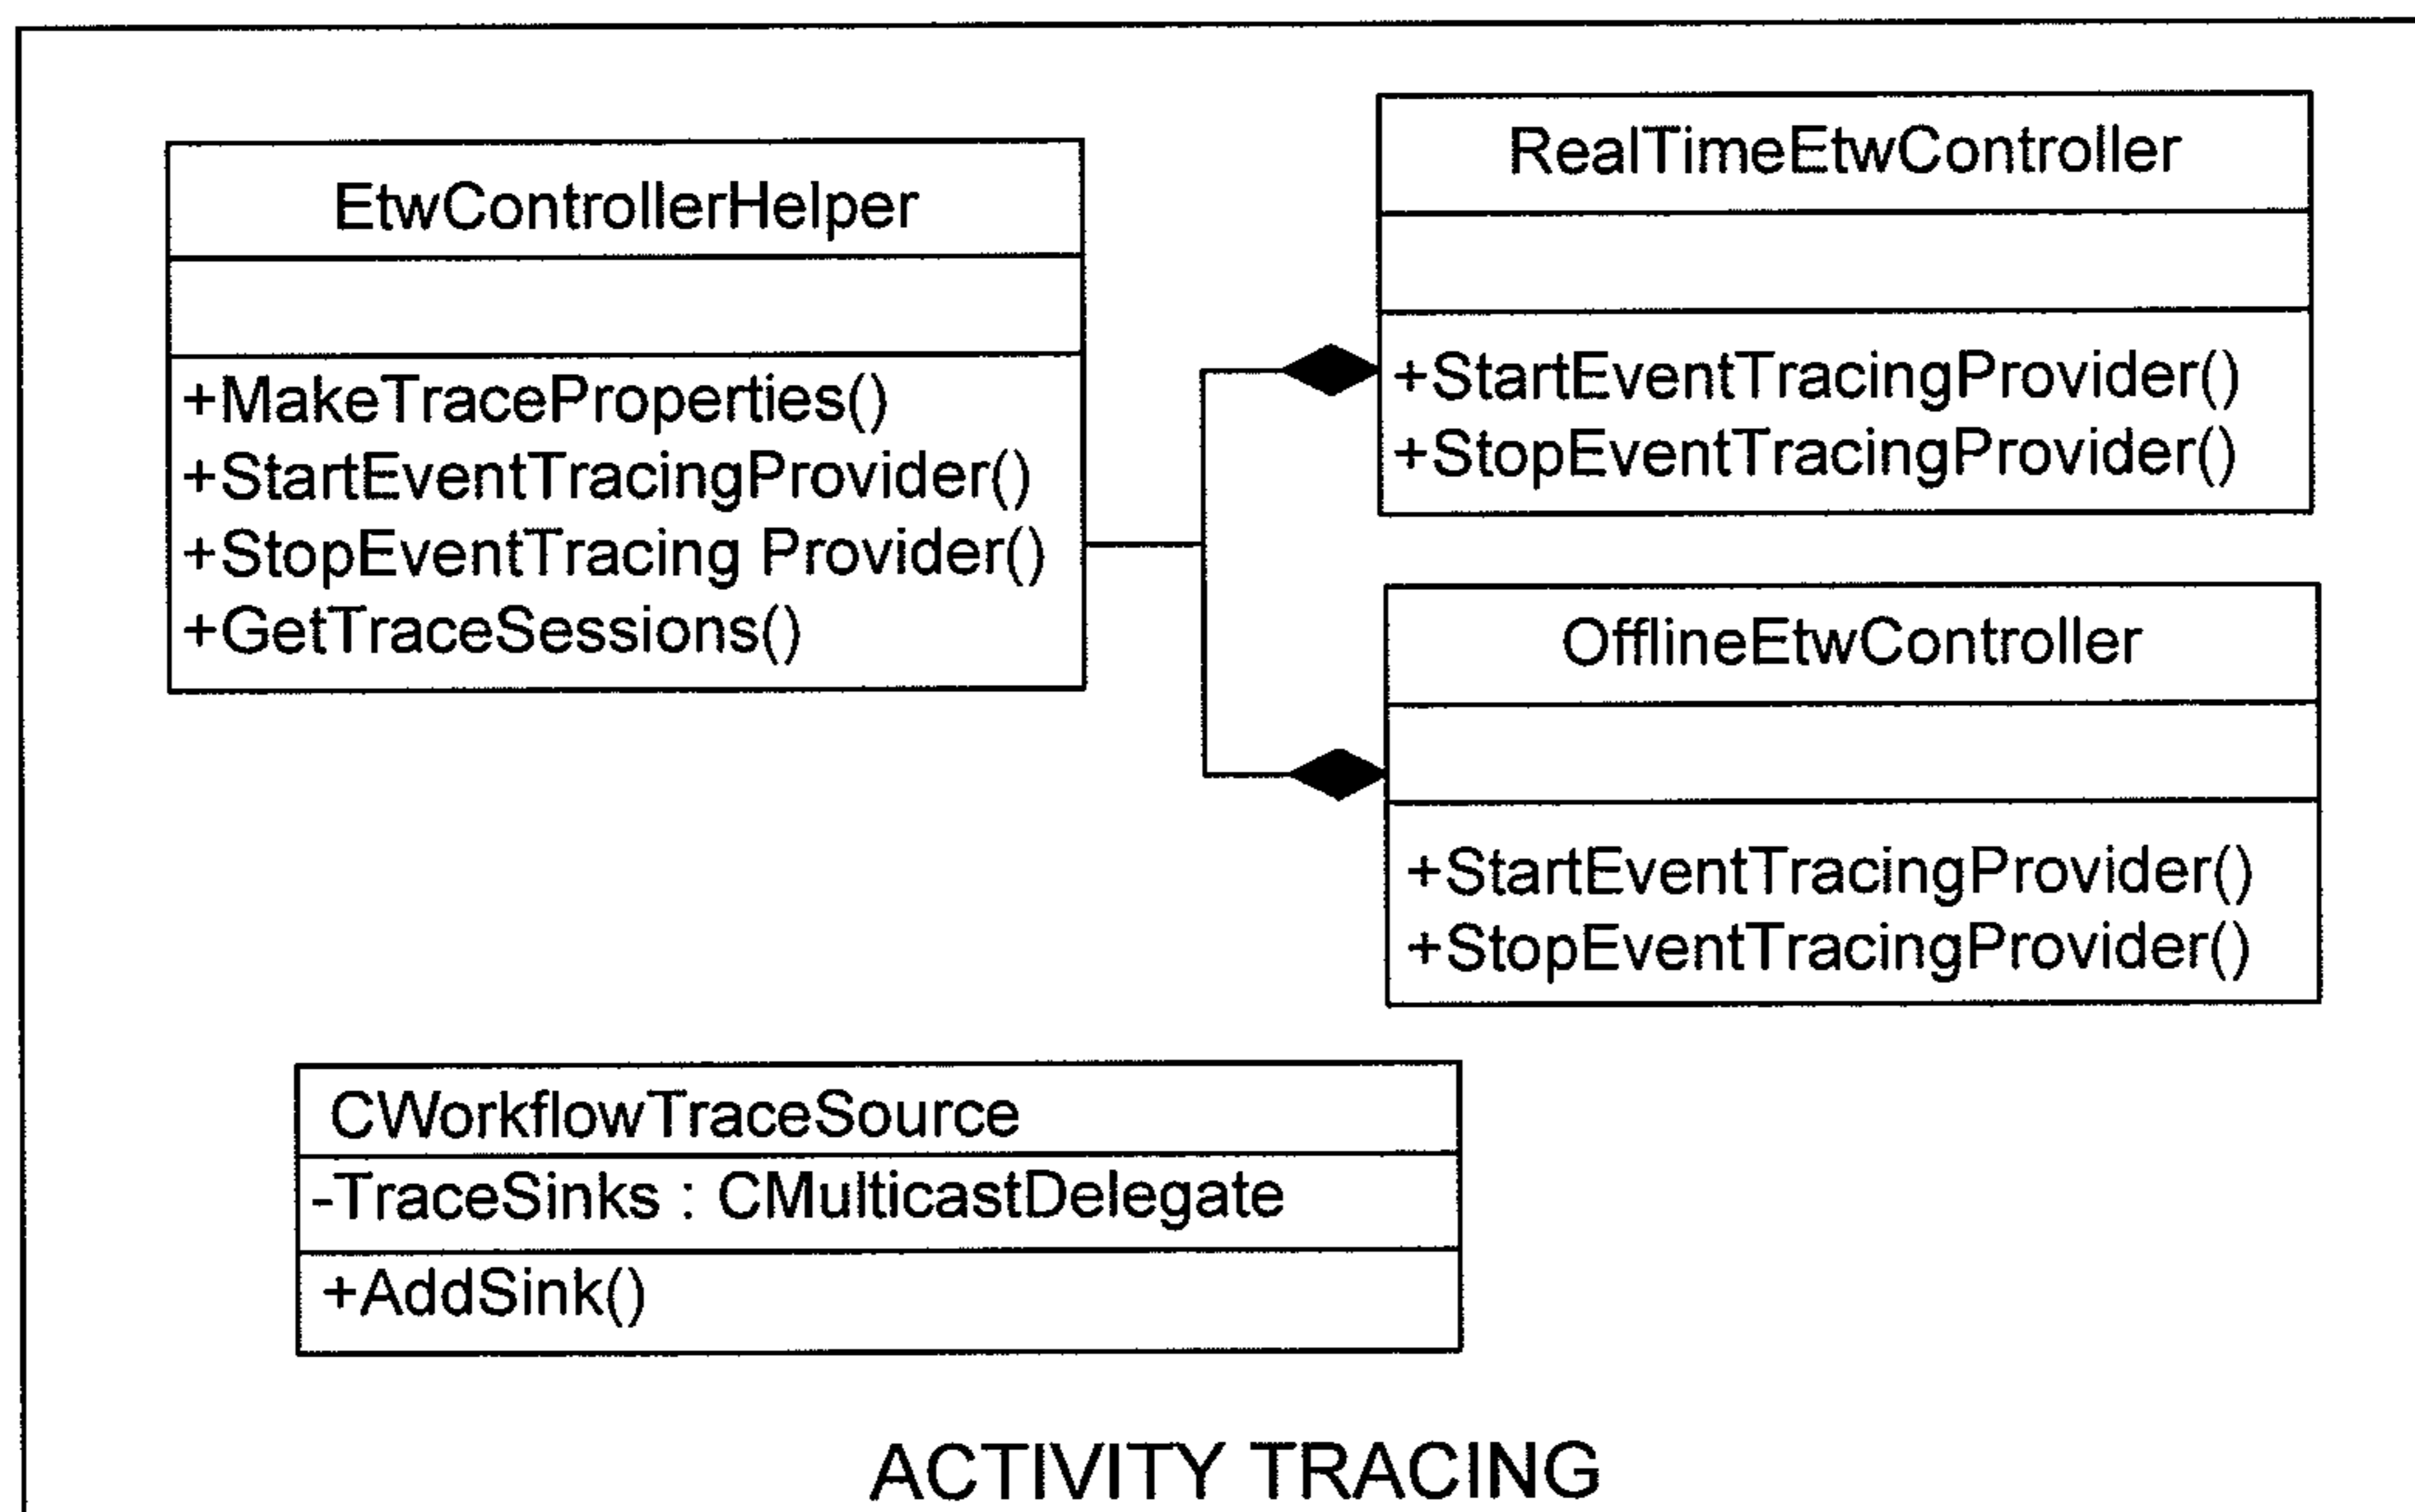 EtwControllerHelper
+MakeTraceProperties()
+StartEventTracingProvider()
+StopEventTracing Provider()
+GetTraceSessions()
RealTimeEtwController
+StartEventTracingProvider()
+StopEventTracingProvider()
OfflineEtwController
+StartEventTracingProvider()
+StopEventTracingProvider()
CWorkflowTraceSource
-TraceSinks : CMulticastDelegate
+AddSink()
ACTIVITY TRACING